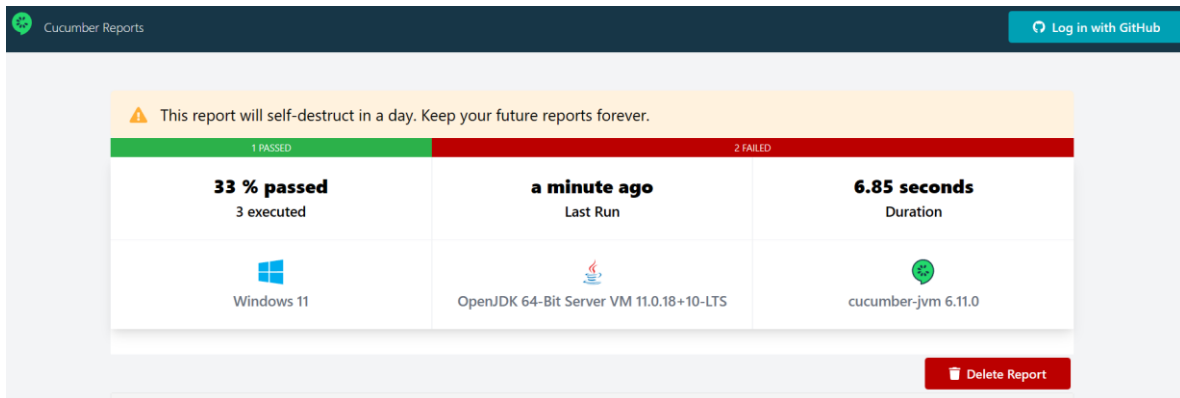 Cucumber Reports
Log in with GitHub
This report will self-destruct in a day. Keep your future reports forever.
1 PASSED
2 FAILED
33 % passed
3 executed
a minute ago
Last Run
6.85 seconds
Duration
Windows 11
OpenJDK 64-Bit Server VM 11.0.18+10-LTS
cucumber-jvm 6.11.0
Delete Report